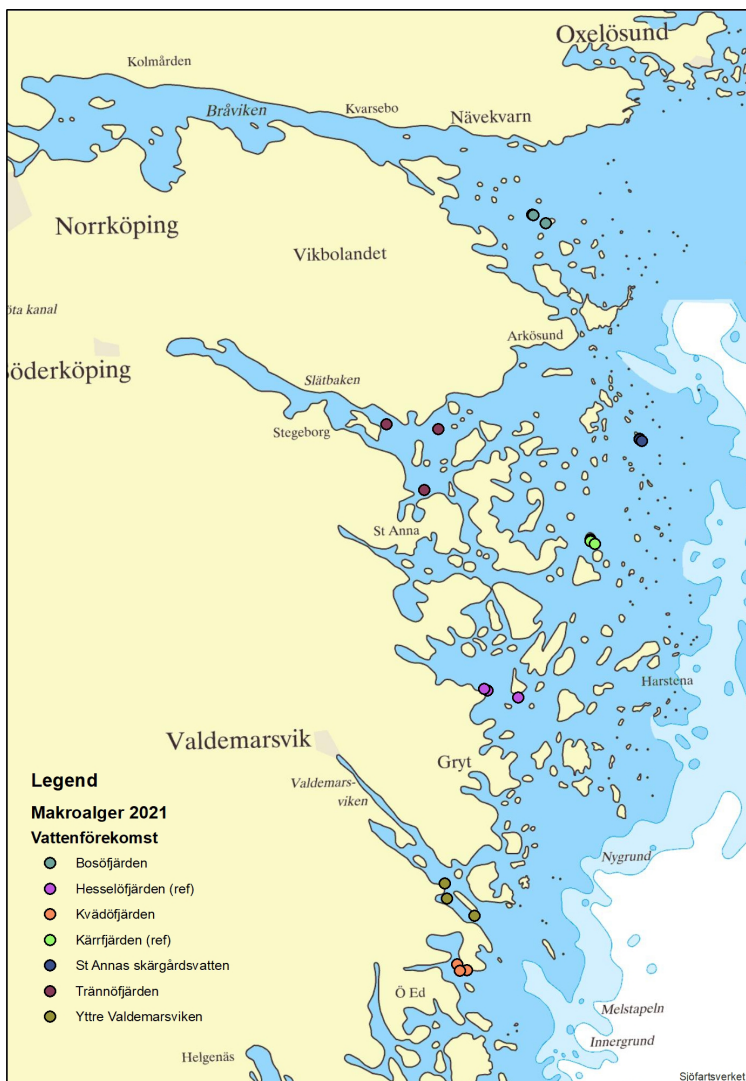 Oxelösund
Kolmården
Bråviken
Kvarsebo
Nävekvarn
Norrköping
Vikbolandet
öta kanal
Arkösund
öderköping
Slätbaken
Stegeborg
St Anna
Harstena
Valdemarsvik
Gryt
Valdemars-
viken
Legend
Makroalger 2021
Vattenförekomst
Bosöfjärden
Hesselöfjärden (ref)
Kvädöfjärden
Kärrfjärden (ref)
St Annas skärgårdsvatten
Trännöfjärden
Yttre Valdemarsviken
Nygrund
Ö Ed
Melstapeln
Innergrund
Helgenäs
Sjöfartsverket